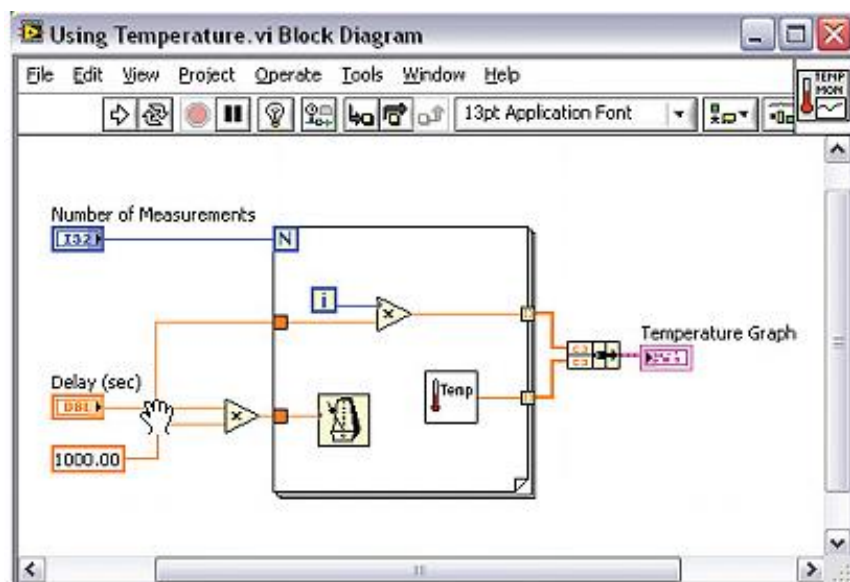 Using Temperature.vi Block Diagram
File Edit View Project Operate Tools Window Help
TEMP
MON
13pt Application Font
Number of Measurements
I32
N
i
x
Temperature Graph
Delay (sec)
DBL
x
Temp
1000.00